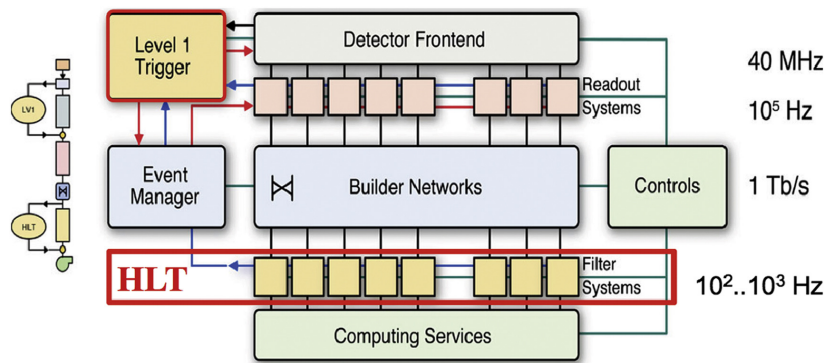 Level 1
Trigger
Detector Frontend
40 MHz
Readout
Systems
10⁵ Hz
LV1
Event
Manager
Builder Networks
Controls
1 Tb/s
HLT
HLT
Filter
Systems
10²..10³ Hz
Computing Services